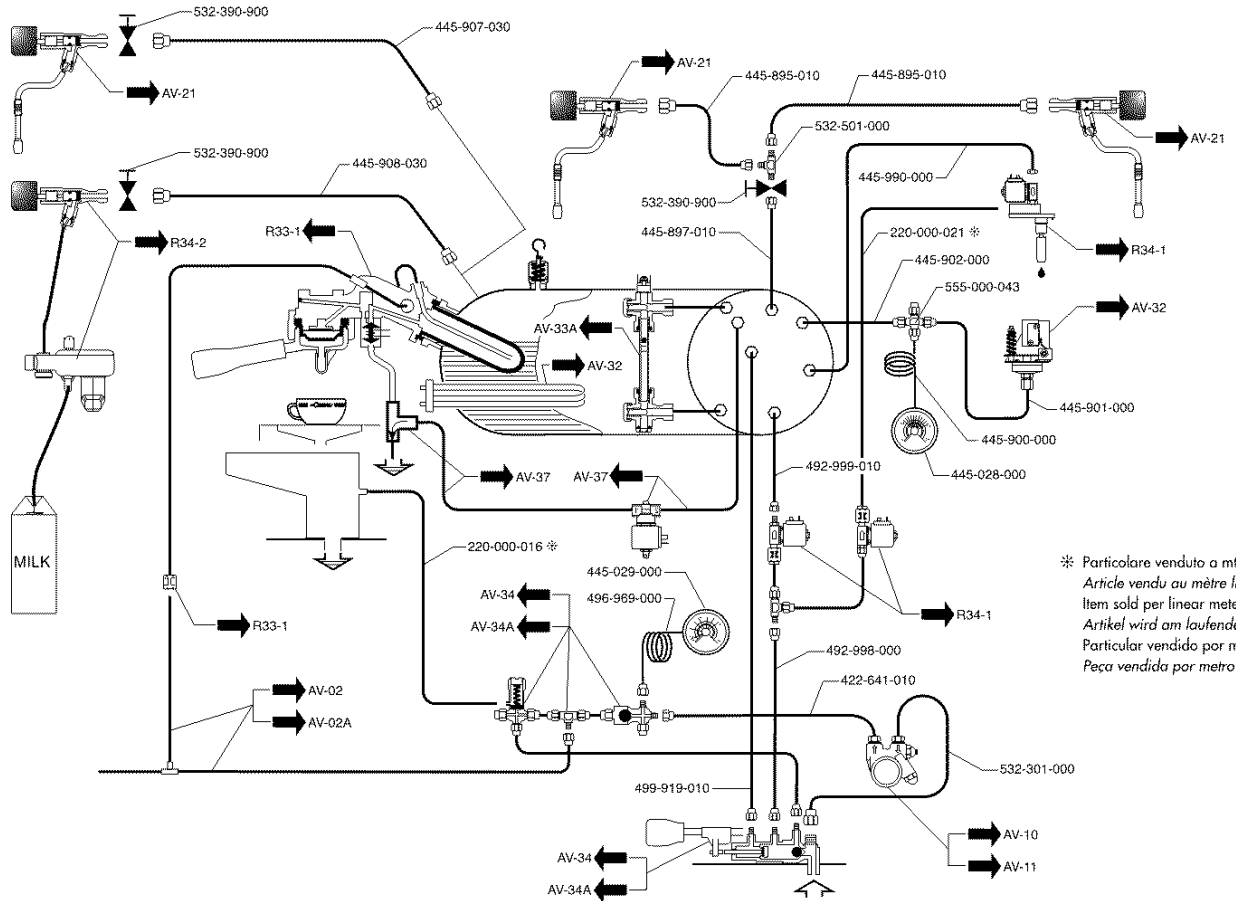 532-390-900
445-907-030
AV-21
AV-21
445-895-010
445-895-010
AV-21
532-501-000
532-390-900
445-908-030
445-990-000
532-390-900
R34-2
R33-1
445-897-010
220-000-021 ※
R34-1
445-902-000
555-000-043
AV-32
AV-33A
AV-32
445-901-000
445-900-000
445-028-000
492-999-010
AV-37
AV-37
MILK
220-000-016 ※
445-029-000
496-969-000
AV-34
AV-34A
R34-1
R33-1
※ Particolare venduto a mt
Article vendu au mètre l
Item sold per linear mete
Artikel wird am laufende
Particular vendido por m
Peça vendida por metro
492-998-000
422-641-010
AV-02
AV-02A
532-301-000
499-919-010
AV-10
AV-11
AV-34
AV-34A